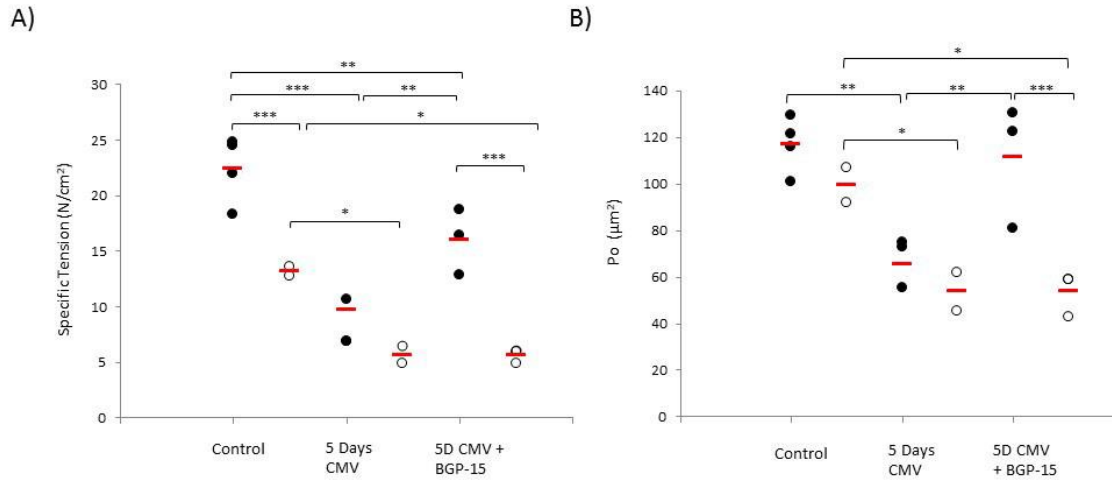 A)
**
***
**
***
*
***
*
30
25
20
15
10
5
0
Specific Tension (N/cm²)
Control
5 Days
CMV
5D CMV +
BGP-15
B)
*
**
**
***
*
140
120
100
80
60
40
20
0
Po (µm²)
Control
5 Days
CMV
5D CMV
+ BGP-15